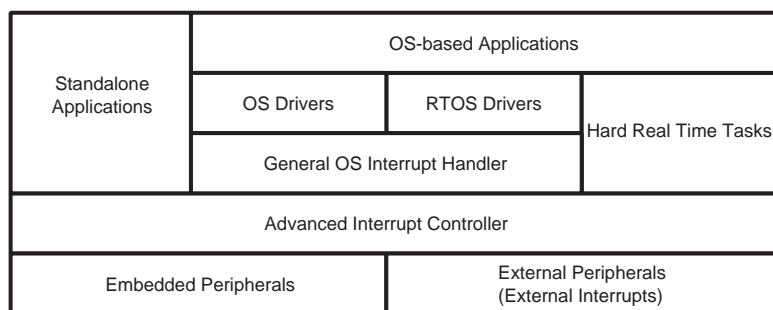 OS-based Applications
Standalone
Applications
OS Drivers
RTOS Drivers
Hard Real Time Tasks
General OS Interrupt Handler
Advanced Interrupt Controller
Embedded Peripherals
External Peripherals
(External Interrupts)